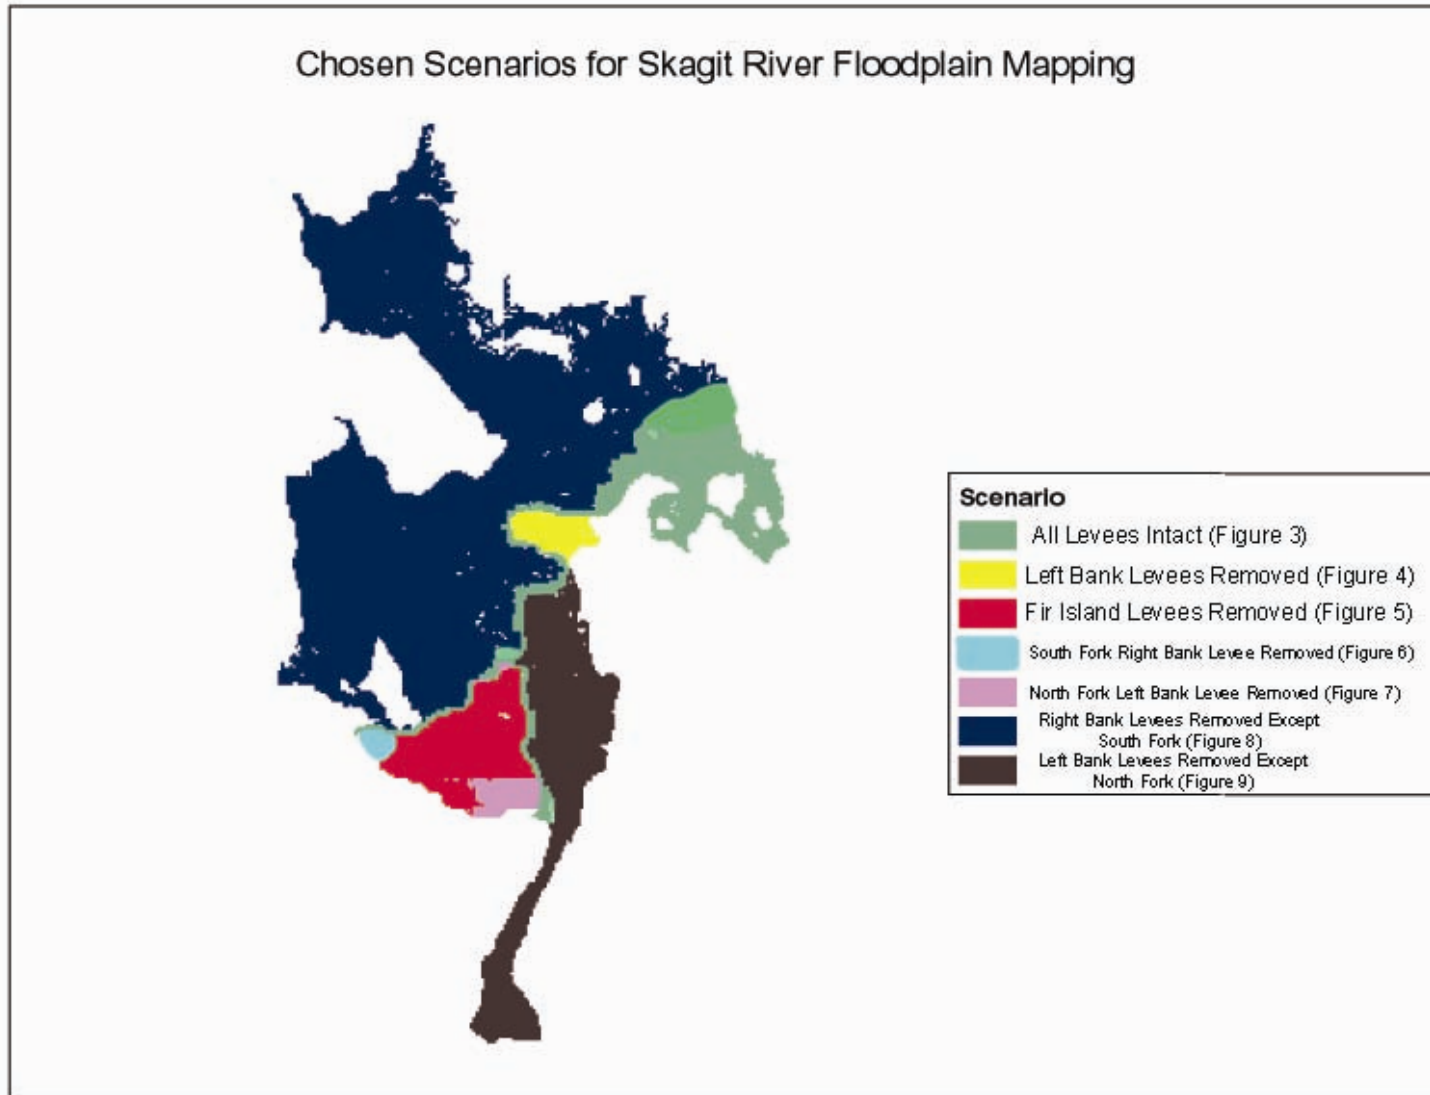 Chosen Scenarios for Skagit River Floodplain Mapping
Scenario
All Levees Intact (Figure 3)
Left Bank Levees Removed (Figure 4)
Fir Island Levees Removed (Figure 5)
South Fork Right Bank Levee Removed (Figure 6)
North Fork Left Bank Levee Removed (Figure 7)
Right Bank Levees Removed Except
South Fork (Figure 8)
Left Bank Levees Removed Except
North Fork (Figure 9)